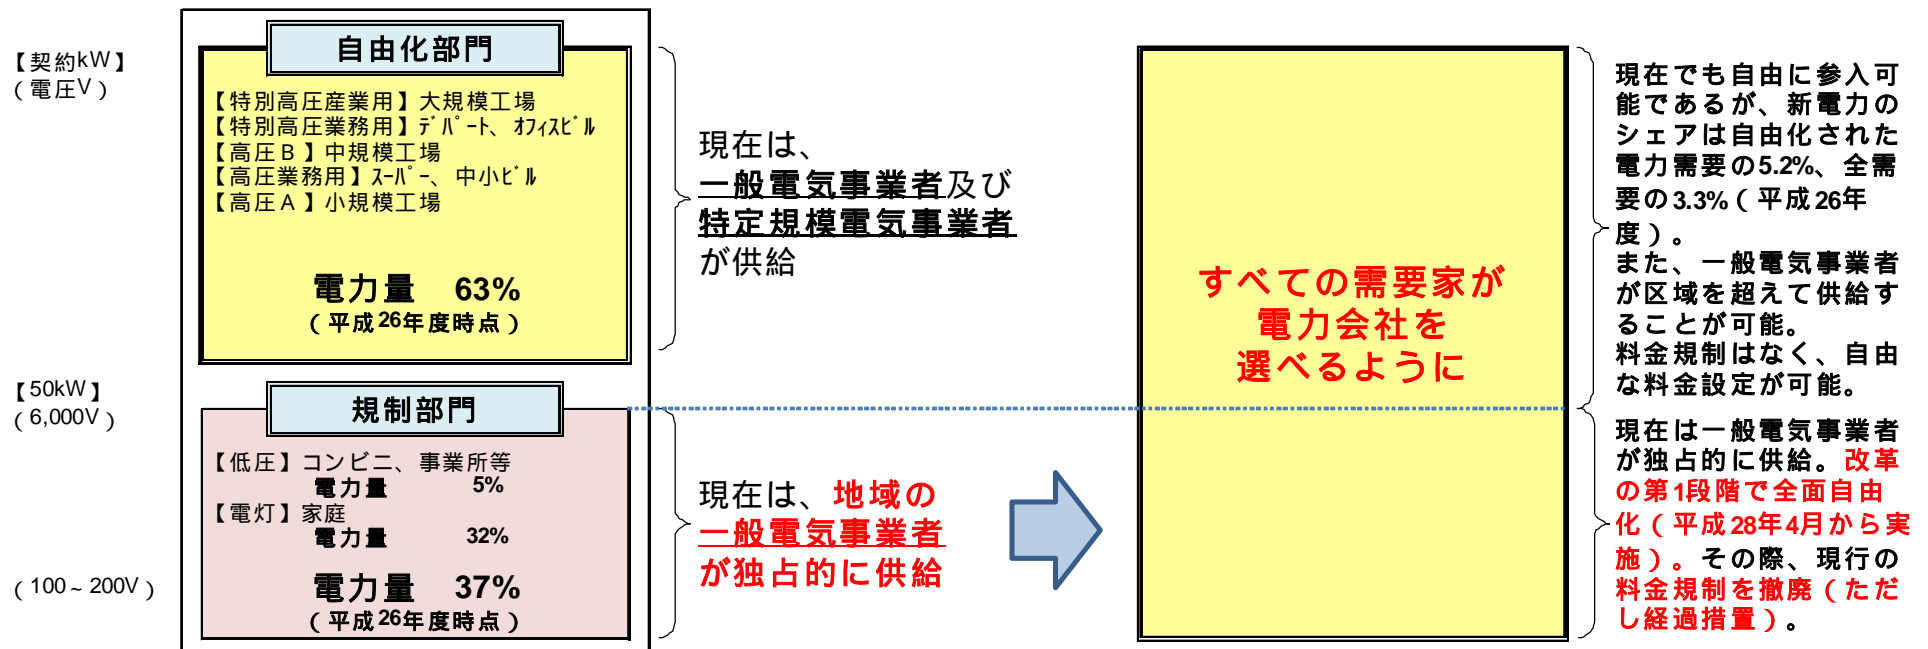 【契約kW】
（電圧V）
自由化部門
【特別高圧産業用】大規模工場
【特別高圧業務用】ﾃﾞﾊﾟｰﾄ、ｵﾌｨｽﾋﾞﾙ
【高圧Ｂ】中規模工場
【高圧業務用】ｽｰﾊﾟｰ、中小ﾋﾞﾙ
【高圧Ａ】小規模工場
電力量 63%
（平成26年度時点）
現在は、
一般電気事業者及び
特定規模電気事業者
が供給
【50kW】
（6,000V）
規制部門
【低圧】コンビニ、事業所等
電力量 5%
【電灯】家庭
電力量 32%
電力量 37%
（平成26年度時点）
（100～200V）
現在は、地域の
一般電気事業者
が独占的に供給
すべての需要家が
電力会社を
選べるように
現在でも自由に参入可
能であるが、新電力の
シェアは自由化された
電力需要の5.2%、全需
要の3.3%（平成26年
度）。
また、一般電気事業者
が区域を超えて供給す
ることが可能。
料金規制はなく、自由
な料金設定が可能。
現在は一般電気事業者
が独占的に供給。改革
の第1段階で全面自由
化（平成28年4月から実
施）。その際、現行の
料金規制を撤廃（ただ
し経過措置）。